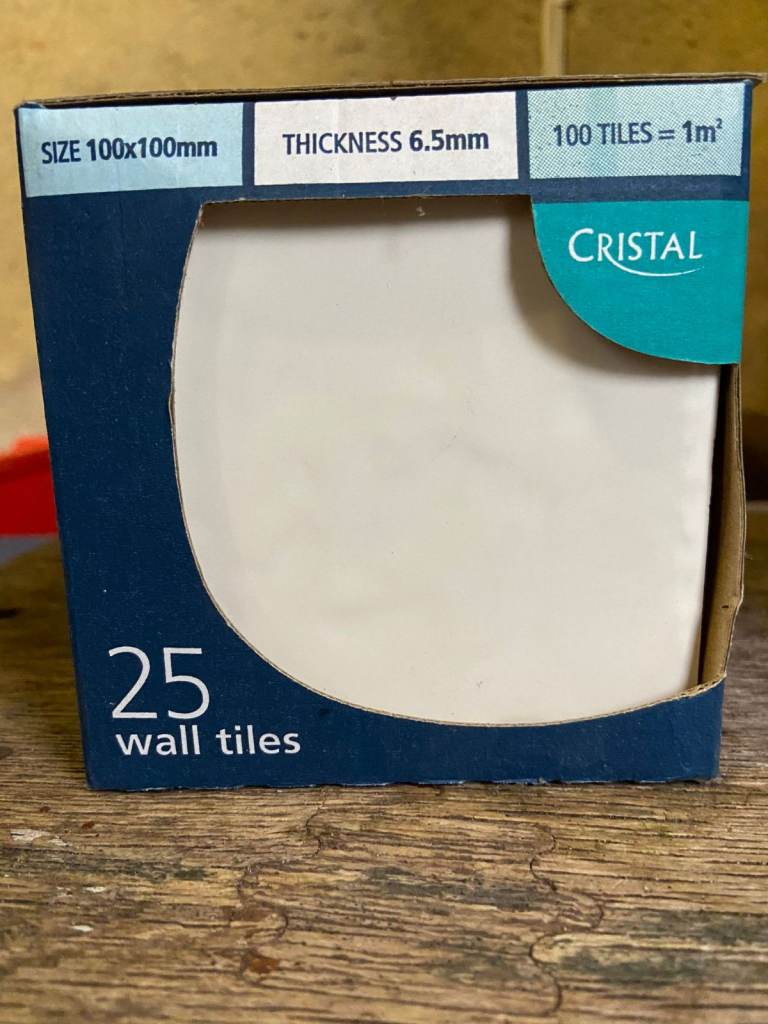 SIZE 100x100mm
THICKNESS 6.5mm
100 TILES = 1m²
CRISTAL
25
wall tiles